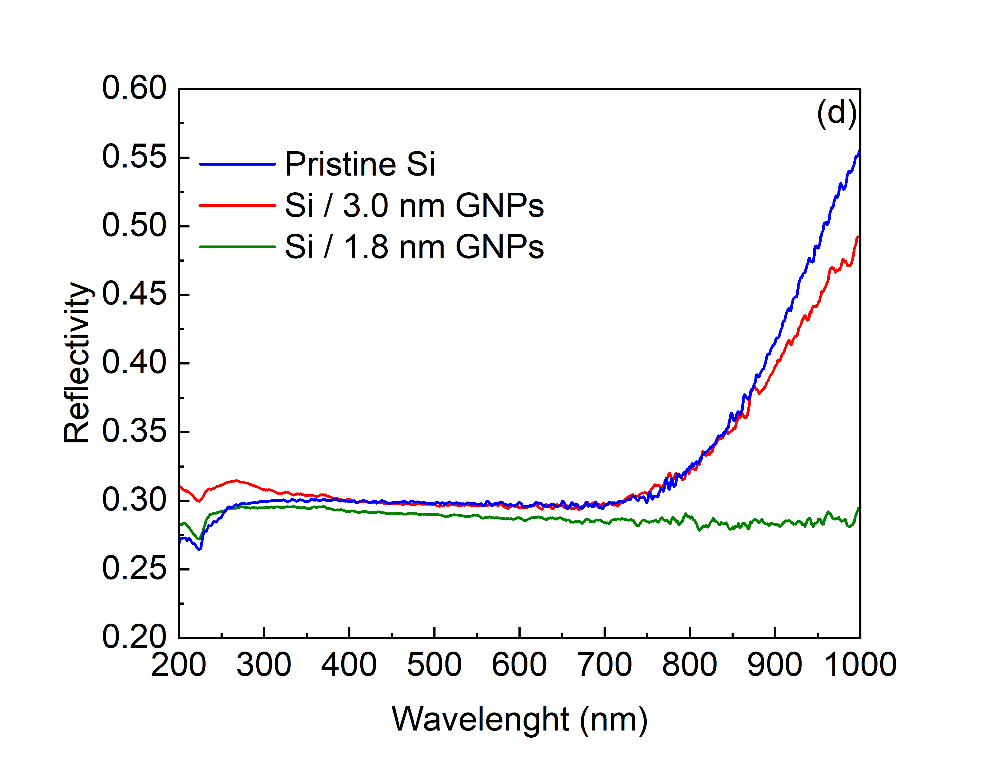 (d)
0.60
0.55
0.50
0.45
0.40
0.35
0.30
0.25
0.20
Reflectivity
Pristine Si
Si / 3.0 nm GNPs
Si / 1.8 nm GNPs
200 300 400 500 600 700 800 900 1000
Wavelenght (nm)